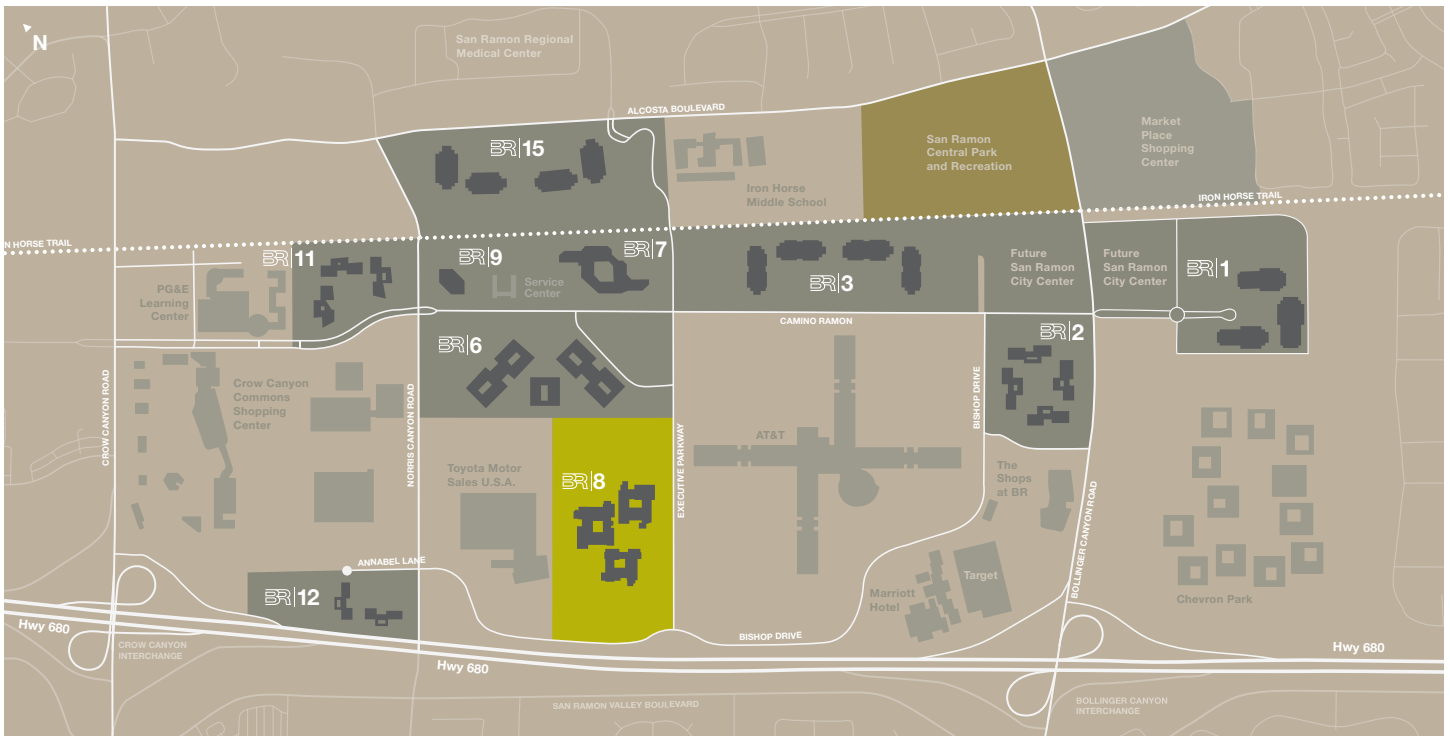 N
San Ramon Regional
Medical Center
ALCOSTA BOULEVARD
BR|15
Iron Horse
Middle School
San Ramon
Central Park
and Recreation
Market
Place
Shopping
Center
IRON HORSE TRAIL
N HORSE TRAIL
BR|11
BR|9
Service
Center
BR|7
BR|3
Future
San Ramon
City Center
Future
San Ramon
City Center
BR|1
PG&E
Learning
Center
CAMINO RAMON
BR|6
BR|2
CROW CANYON ROAD
Crow Canyon
Commons
Shopping
Center
NORRIS CANYON ROAD
Toyota Motor
Sales U.S.A.
BR|8
EXECUTIVE PARKWAY
AT&T
BISHOP DRIVE
The
Shops
at BR
BOLLINGER CANYON ROAD
ANNABEL LANE
BR|12
Marriott
Hotel
Target
Chevron Park
BISHOP DRIVE
Hwy 680
CROW CANYON
INTERCHANGE
Hwy 680
Hwy 680
SAN RAMON VALLEY BOULEVARD
BOLLINGER CANYON
INTERCHANGE